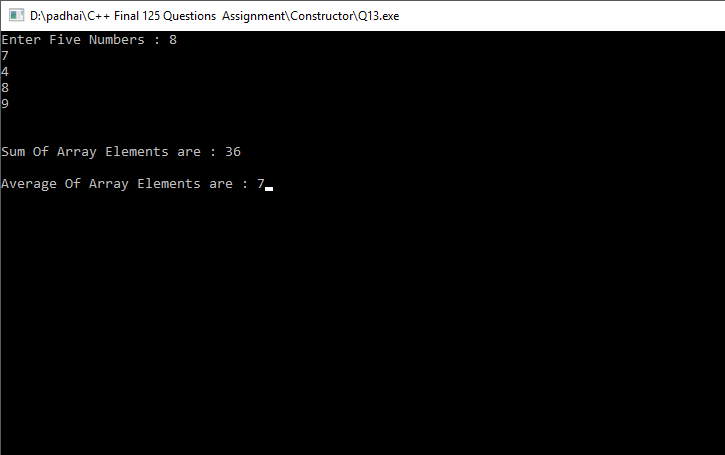 D:\padhai\C++ Final 125 Questions  Assignment\Constructor\Q13.exe
Enter Five Numbers : 8
7
4
8
9
Sum Of Array Elements are : 36
Average Of Array Elements are : 7